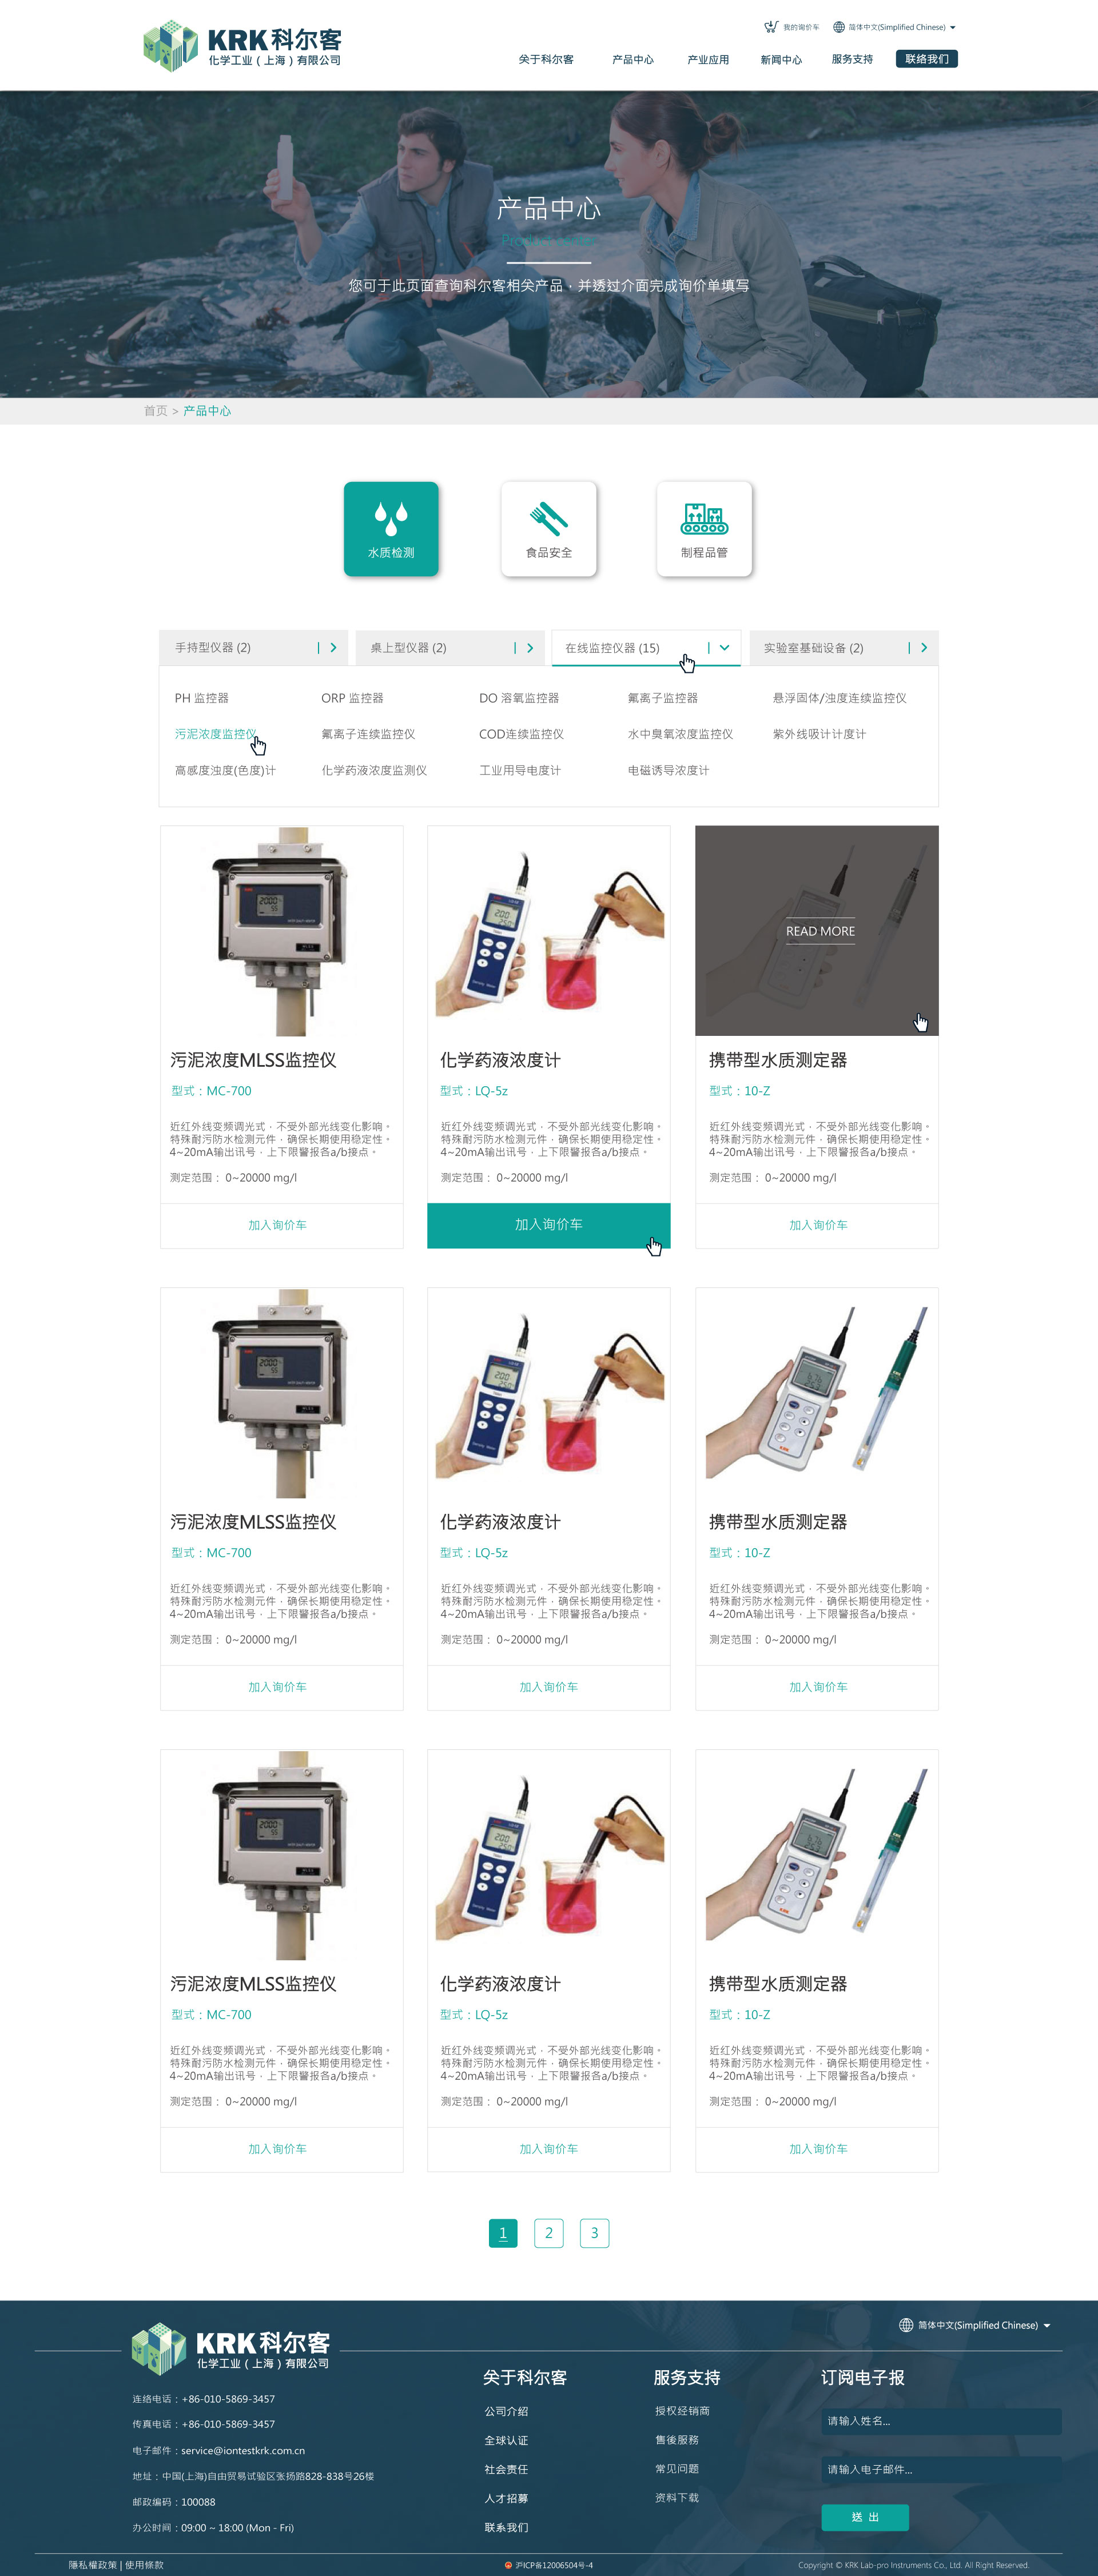 KRK科尔客
化学工业（上海）有限公司
我的询价车
简体中文(Simplified Chinese)
关于科尔客
产品中心
产业应用
新闻中心
服务支持
联络我们
产品中心
您可于此页面查询科尔客相关产品，并透过介面完成询价单填写
首页 > 产品中心
水质检测
食品安全
制程品管
手持型仪器 (2)
桌上型仪器 (2)
在线监控仪器 (15)
实验室基础设备 (2)
PH 监控器
ORP 监控器
DO 溶氧监控器
氟离子监控器
悬浮固体/浊度连续监控仪
污泥浓度监控仪
氟离子连续监控仪
COD连续监控仪
水中臭氧浓度监控仪
紫外线吸计计度计
高感度浊度(色度)计
化学药液浓度监测仪
工业用导电度计
电磁诱导浓度计
READ MORE
污泥浓度MLSS监控仪
型式：MC-700
近红外线变频调光式，不受外部光线变化影响。
特殊耐污防水检测元件，确保长期使用稳定性。
4~20mA输出讯号，上下限警报各a/b接点。
测定范围： 0~20000 mg/l
加入询价车
化学药液浓度计
型式：LQ-5z
近红外线变频调光式，不受外部光线变化影响。
特殊耐污防水检测元件，确保长期使用稳定性。
4~20mA输出讯号，上下限警报各a/b接点。
测定范围： 0~20000 mg/l
加入询价车
携带型水质测定器
型式：10-Z
近红外线变频调光式，不受外部光线变化影响。
特殊耐污防水检测元件，确保长期使用稳定性。
4~20mA输出讯号，上下限警报各a/b接点。
测定范围： 0~20000 mg/l
加入询价车
污泥浓度MLSS监控仪
型式：MC-700
近红外线变频调光式，不受外部光线变化影响。
特殊耐污防水检测元件，确保长期使用稳定性。
4~20mA输出讯号，上下限警报各a/b接点。
测定范围： 0~20000 mg/l
加入询价车
化学药液浓度计
型式：LQ-5z
近红外线变频调光式，不受外部光线变化影响。
特殊耐污防水检测元件，确保长期使用稳定性。
4~20mA输出讯号，上下限警报各a/b接点。
测定范围： 0~20000 mg/l
加入询价车
携带型水质测定器
型式：10-Z
近红外线变频调光式，不受外部光线变化影响。
特殊耐污防水检测元件，确保长期使用稳定性。
4~20mA输出讯号，上下限警报各a/b接点。
测定范围： 0~20000 mg/l
加入询价车
污泥浓度MLSS监控仪
型式：MC-700
近红外线变频调光式，不受外部光线变化影响。
特殊耐污防水检测元件，确保长期使用稳定性。
4~20mA输出讯号，上下限警报各a/b接点。
测定范围： 0~20000 mg/l
加入询价车
化学药液浓度计
型式：LQ-5z
近红外线变频调光式，不受外部光线变化影响。
特殊耐污防水检测元件，确保长期使用稳定性。
4~20mA输出讯号，上下限警报各a/b接点。
测定范围： 0~20000 mg/l
加入询价车
携带型水质测定器
型式：10-Z
近红外线变频调光式，不受外部光线变化影响。
特殊耐污防水检测元件，确保长期使用稳定性。
4~20mA输出讯号，上下限警报各a/b接点。
测定范围： 0~20000 mg/l
加入询价车
1
2
3
简体中文(Simplified Chinese)
KRK科尔客
化学工业（上海）有限公司
连络电话：+86-010-5869-3457
传真电话：+86-010-5869-3457
电子邮件：service@iontestkrk.com.cn
地址：中国(上海)自由贸易试验区张扬路828-838号26楼
邮政编码：100088
办公时间：09:00 ~ 18:00 (Mon - Fri)
关于科尔客
公司介绍
全球认证
社会责任
人才招募
联系我们
服务支持
授权经销商
售後服務
常见问题
资料下载
订阅电子报
请输入姓名...
请输入电子邮件...
送 出
隱私權政策 | 使用條款
沪ICP备12006504号-4
Copyright © KRK Lab-pro Instruments Co., Ltd. All Right Reserved.